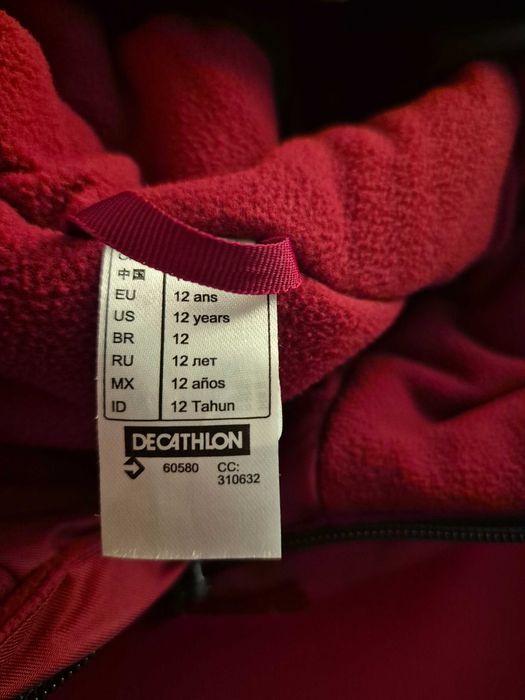 中国
EU 12 ans
US 12 years
BR 12
RU 12 лет
MX 12 años
ID 12 Tahun
DECATHLON
60580 CC:
310632